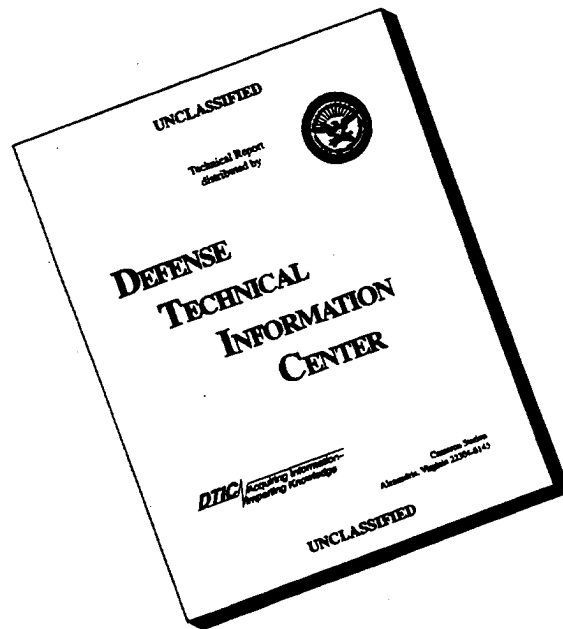 UNCLASSIFIED
Technical Report
distributed by
DEFENSE
TECHNICAL
INFORMATION
CENTER
DTIC
Acquiring Information–
Imparting Knowledge
Cameron Station
Alexandria, Virginia 22304-6145
UNCLASSIFIED